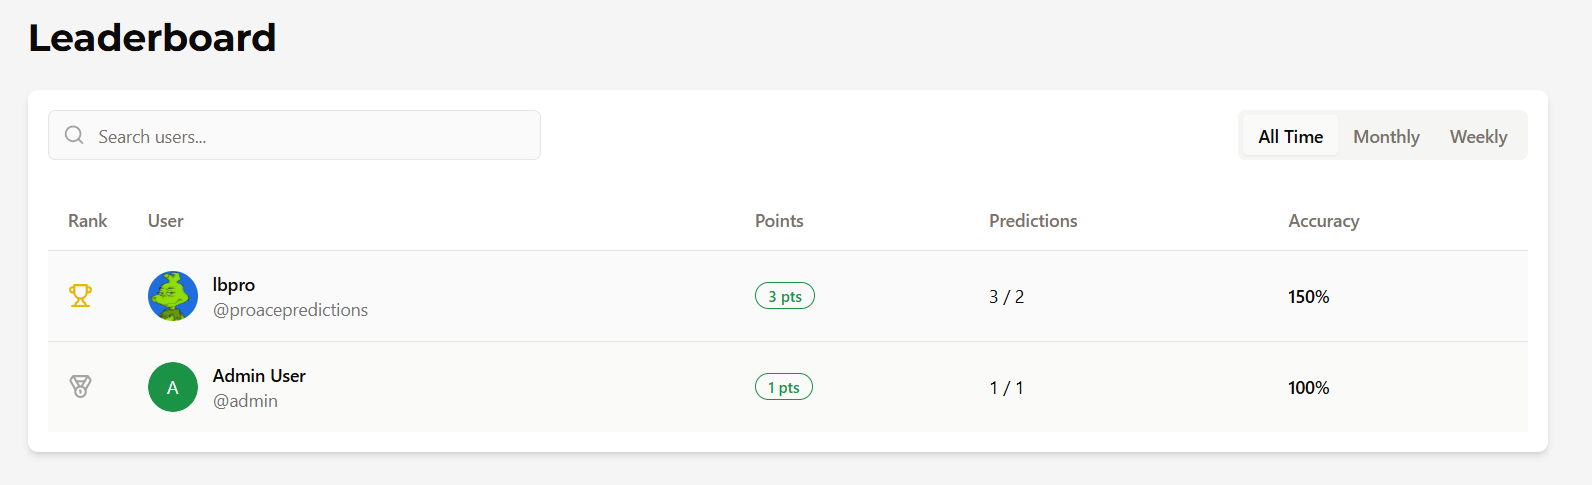 Leaderboard
Search users...
All Time Monthly Weekly
Rank User Points Predictions Accuracy
lbpro
@proacepredictions
3 pts
3 / 2
150%
A
Admin User
@admin
1 pts
1 / 1
100%